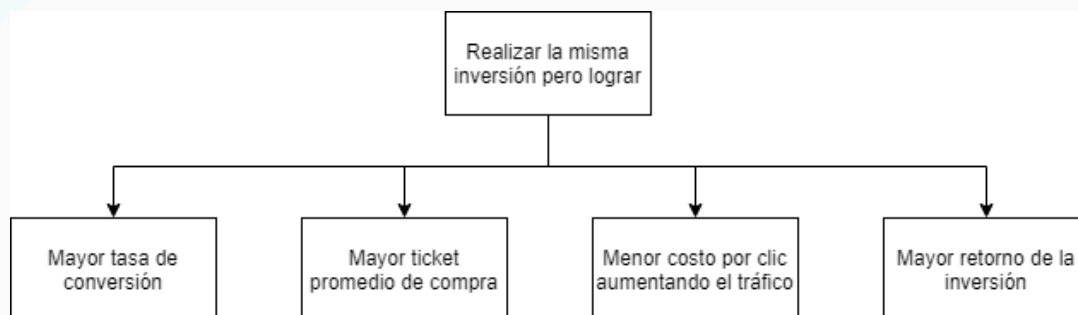 Realizar la misma
inversión pero lograr
Mayor tasa de
conversión
Mayor ticket
promedio de compra
Menor costo por clic
aumentando el tráfico
Mayor retorno de la
inversión